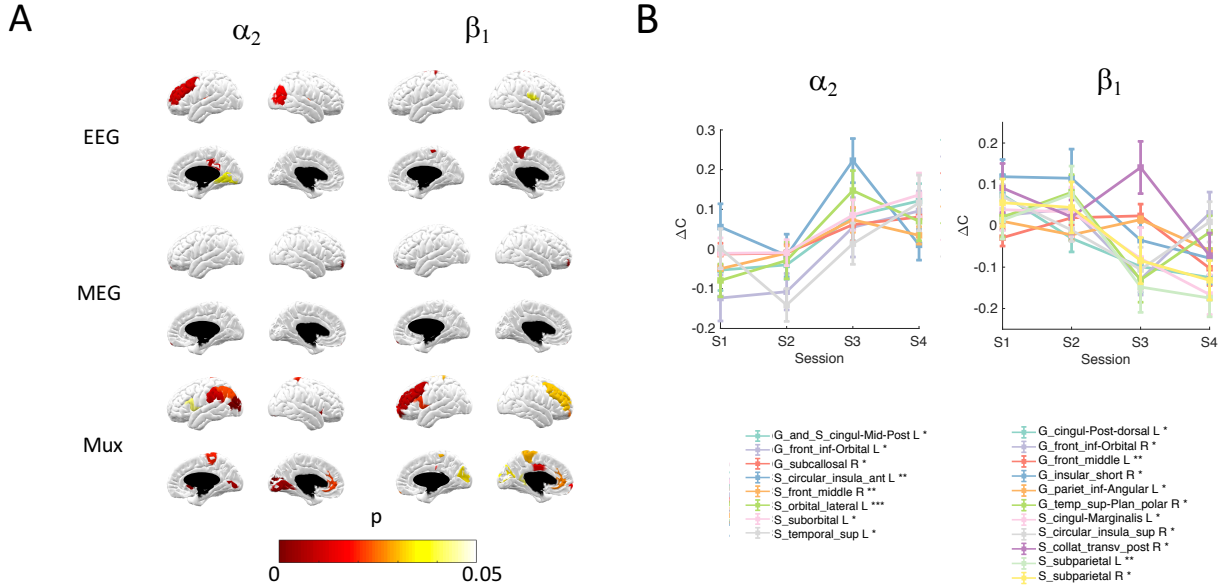 A
B
α2
β1
EEG
MEG
Mux
p
0
0.05
α2
β1
0.3
0.2
0.1
0
-0.1
-0.2
ΔC
S1
S2
S3
S4
Session
0.2
0.1
0
-0.1
-0.2
ΔC
S1
S2
S3
S4
Session
G_and_S_cingul-Mid-Post L *
G_front_inf-Orbital L *
G_subcallosal R *
S_circular_insula_ant L **
S_front_middle R **
S_orbital_lateral L ***
S_suborbital L *
S_temporal_sup L *
G_cingul-Post-dorsal L *
G_front_inf-Orbital R *
G_front_middle L **
G_insular_short R *
G_pariet_inf-Angular L *
G_temp_sup-Plan_polar R *
S_cingul-Marginalis L *
S_circular_insula_sup R *
S_collat_transv_post R *
S_subparietal L **
S_subparietal R *